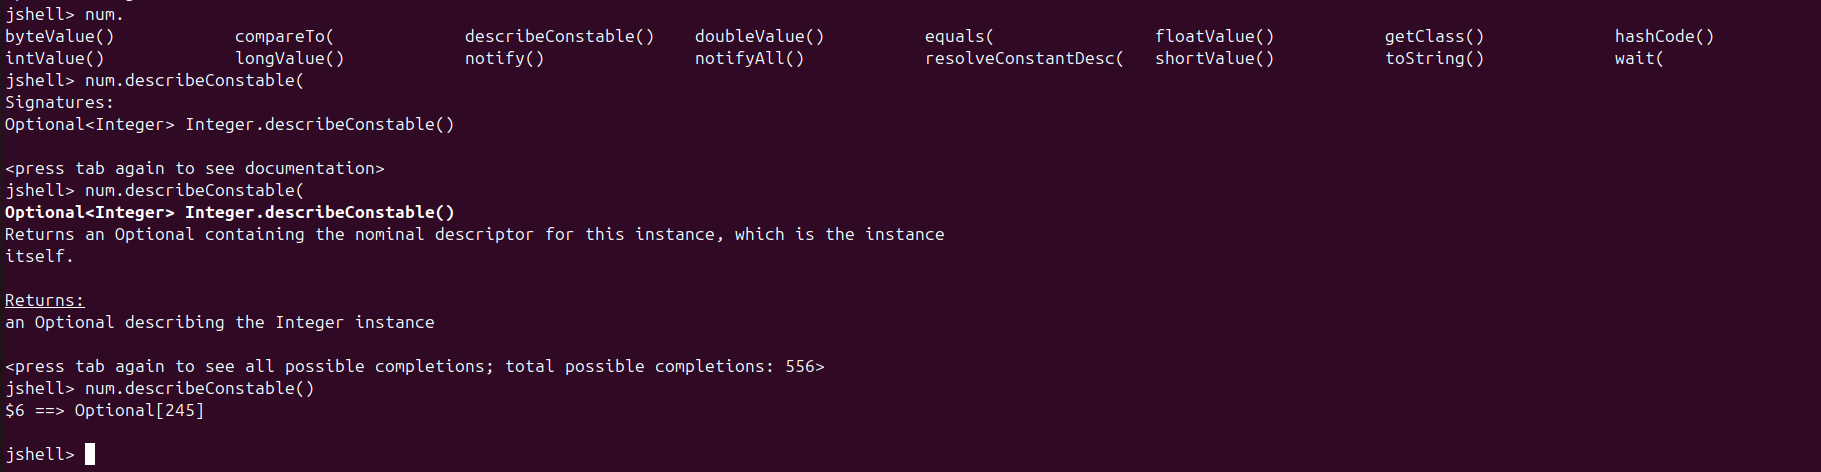 jshell> num.
byteValue()            compareTo(             describeConstable()    doubleValue()          equals(                floatValue()           getClass()             hashCode()
intValue()             longValue()            notify()               notifyAll()            resolveConstantDesc(   shortValue()           toString()             wait(
jshell> num.describeConstable(
Signatures:
Optional<Integer> Integer.describeConstable()

<press tab again to see documentation>
jshell> num.describeConstable(
Optional<Integer> Integer.describeConstable()
Returns an Optional containing the nominal descriptor for this instance, which is the instance
itself.

Returns:
an Optional describing the Integer instance

<press tab again to see all possible completions; total possible completions: 556>
jshell> num.describeConstable()
$6 ==> Optional[245]

jshell>